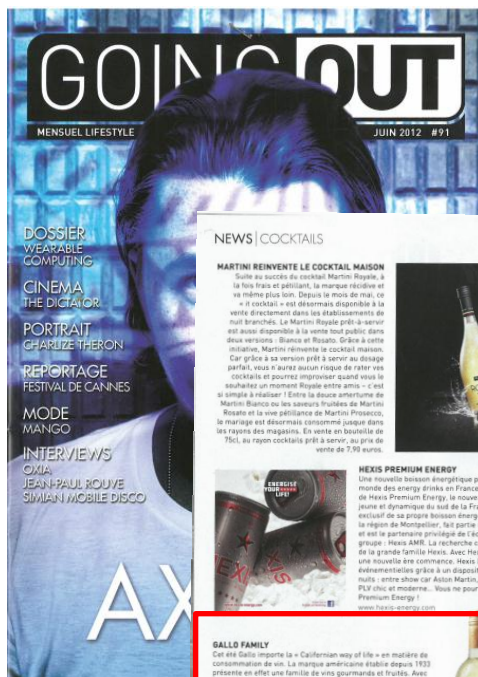 GOING OUT
MENSUEL LIFESTYLE
JUIN 2012 #91
DOSSIER
WEARABLE
COMPUTING
CINEMA
THE DICTATOR
PORTRAIT
CHARLIZE THERON
REPORTAGE
FESTIVAL DE CANNES
MODE
MANGO
INTERVIEWS
OXIA
JEAN-PAUL ROUVE
SIMIAN MOBILE DISCO
AX
NEWS | COCKTAILS
MARTINI REINVENTE LE COCKTAIL MAISON
Suite au succès du cocktail Martini Royale, à
la fois frais et pétillant, la marque récidive et
va même plus loin. Depuis le mois de mai, ce
« it cocktail » est désormais disponible à la
vente directement dans les établissements de
nuit branchés. Le Martini Royale prêt-à-servir
est aussi disponible à la vente tout public dans
deux versions : Bianco et Rosato. Grâce à cette
initiative, Martini réinvente le cocktail maison.
Car grâce à sa version prêt à servir au dosage
parfait, vous n'aurez aucun risque de rater vos
cocktails et pourrez improviser quand vous le
souhaitez un moment Royale entre amis – c'est
si simple à réaliser ! Entre la douce amertume de
Martini Bianco ou les saveurs fruitées de Martini
Rosato et la vive pétillance de Martini Prosecco,
le mariage est désormais consommé jusque dans
les rayons des magasins. En vente en bouteille de
75cl, au rayon cocktails prêt à servir, au prix de
vente de 7,90 euros.
ENERGISE
YOUR
LIFE!
HEXI
XIS
HEXIS PREMIUM ENERGY
Une nouvelle boisson énergétique p
monde des energy drinks en France
de Hexis Premium Energy, le nouve
jeune et dynamique du sud de la Fra
exclusif de sa propre boisson énerg
la région de Montpellier, fait partie
et est le partenaire privilégié de l'éc
groupe : Hexis AMR. La recherche d
de la grande famille Hexis. Avec Hex
une nouvelle ère commence. Hexis
événementielles grâce à un disposit
nuits : entre show car Aston Martin,
PLV chic et moderne... Vous ne pour
Premium Energy !
www.hexis-energy.com
GALLO FAMILY
Cet été Gallo importe la « Californian way of life » en matière de
consommation de vin. La marque américaine établie depuis 1933
présente en effet une famille de vins gourmands et fruités. Avec